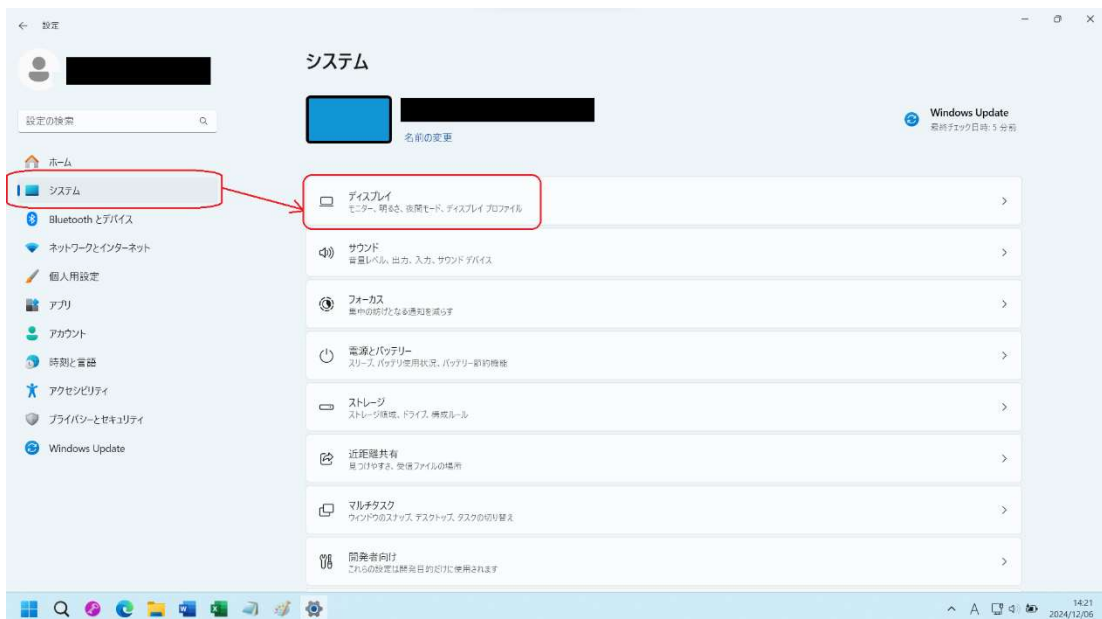 ← 設定
システム
設定の検索
名前の変更
Windows Update
最終チェック日時: 5 分前
ホーム
システム
Bluetooth とデバイス
ネットワークとインターネット
個人用設定
アプリ
アカウント
時刻と言語
アクセシビリティ
プライバシーとセキュリティ
Windows Update
ディスプレイ
モニター、明るさ、夜間モード、ディスプレイ プロファイル
サウンド
音量レベル、出力、入力、サウンド デバイス
フォーカス
集中の妨げとなる通知を減らす
電源とバッテリー
スリープ、バッテリ使用状況、バッテリー節約機能
ストレージ
ストレージ領域、ドライブ、構成ルール
近距離共有
見つけやすさ、受信ファイルの場所
マルチタスク
ウィンドウのスナップ、デスクトップ、タスクの切り替え
開発者向け
これらの設定は開発目的だけに使用されます
A
14:21
2024/12/06